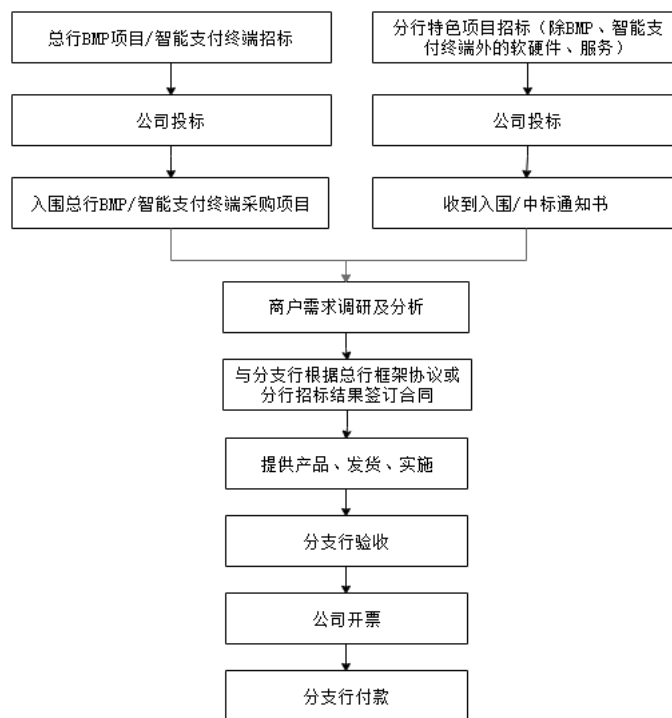 总行BMP项目/智能支付终端招标
分行特色项目招标（除BMP、智能支
付终端外的软硬件、服务）
公司投标
公司投标
入围总行BMP/智能支付终端采购项目
收到入围/中标通知书
商户需求调研及分析
与分支行根据总行框架协议或
分行招标结果签订合同
提供产品、发货、实施
分支行验收
公司开票
分支行付款